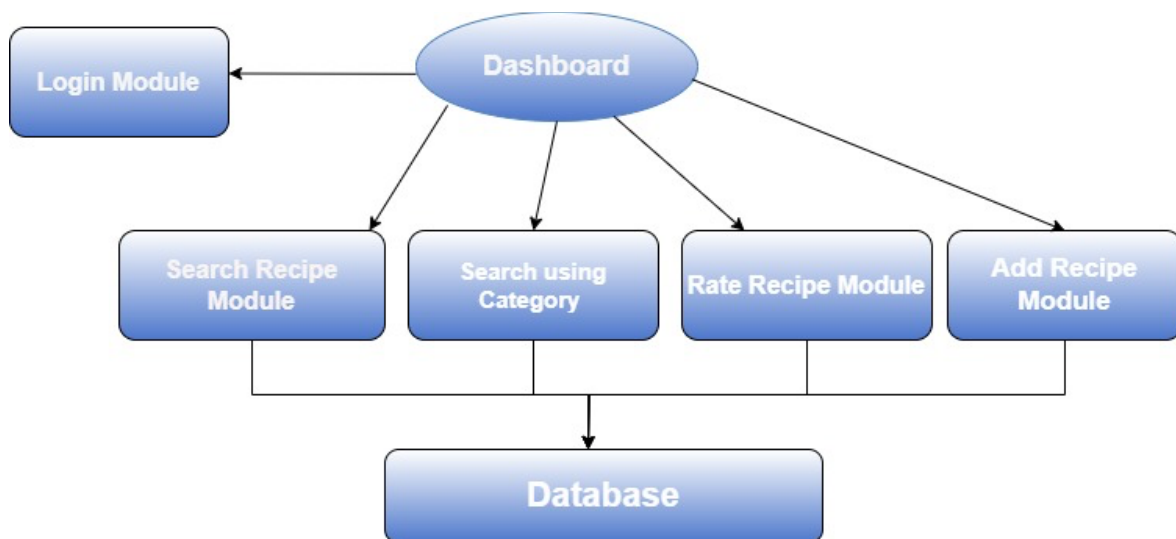 Dashboard
Login Module
Search Recipe
Module
Search using
Category
Rate Recipe Module
Add Recipe
Module
Database